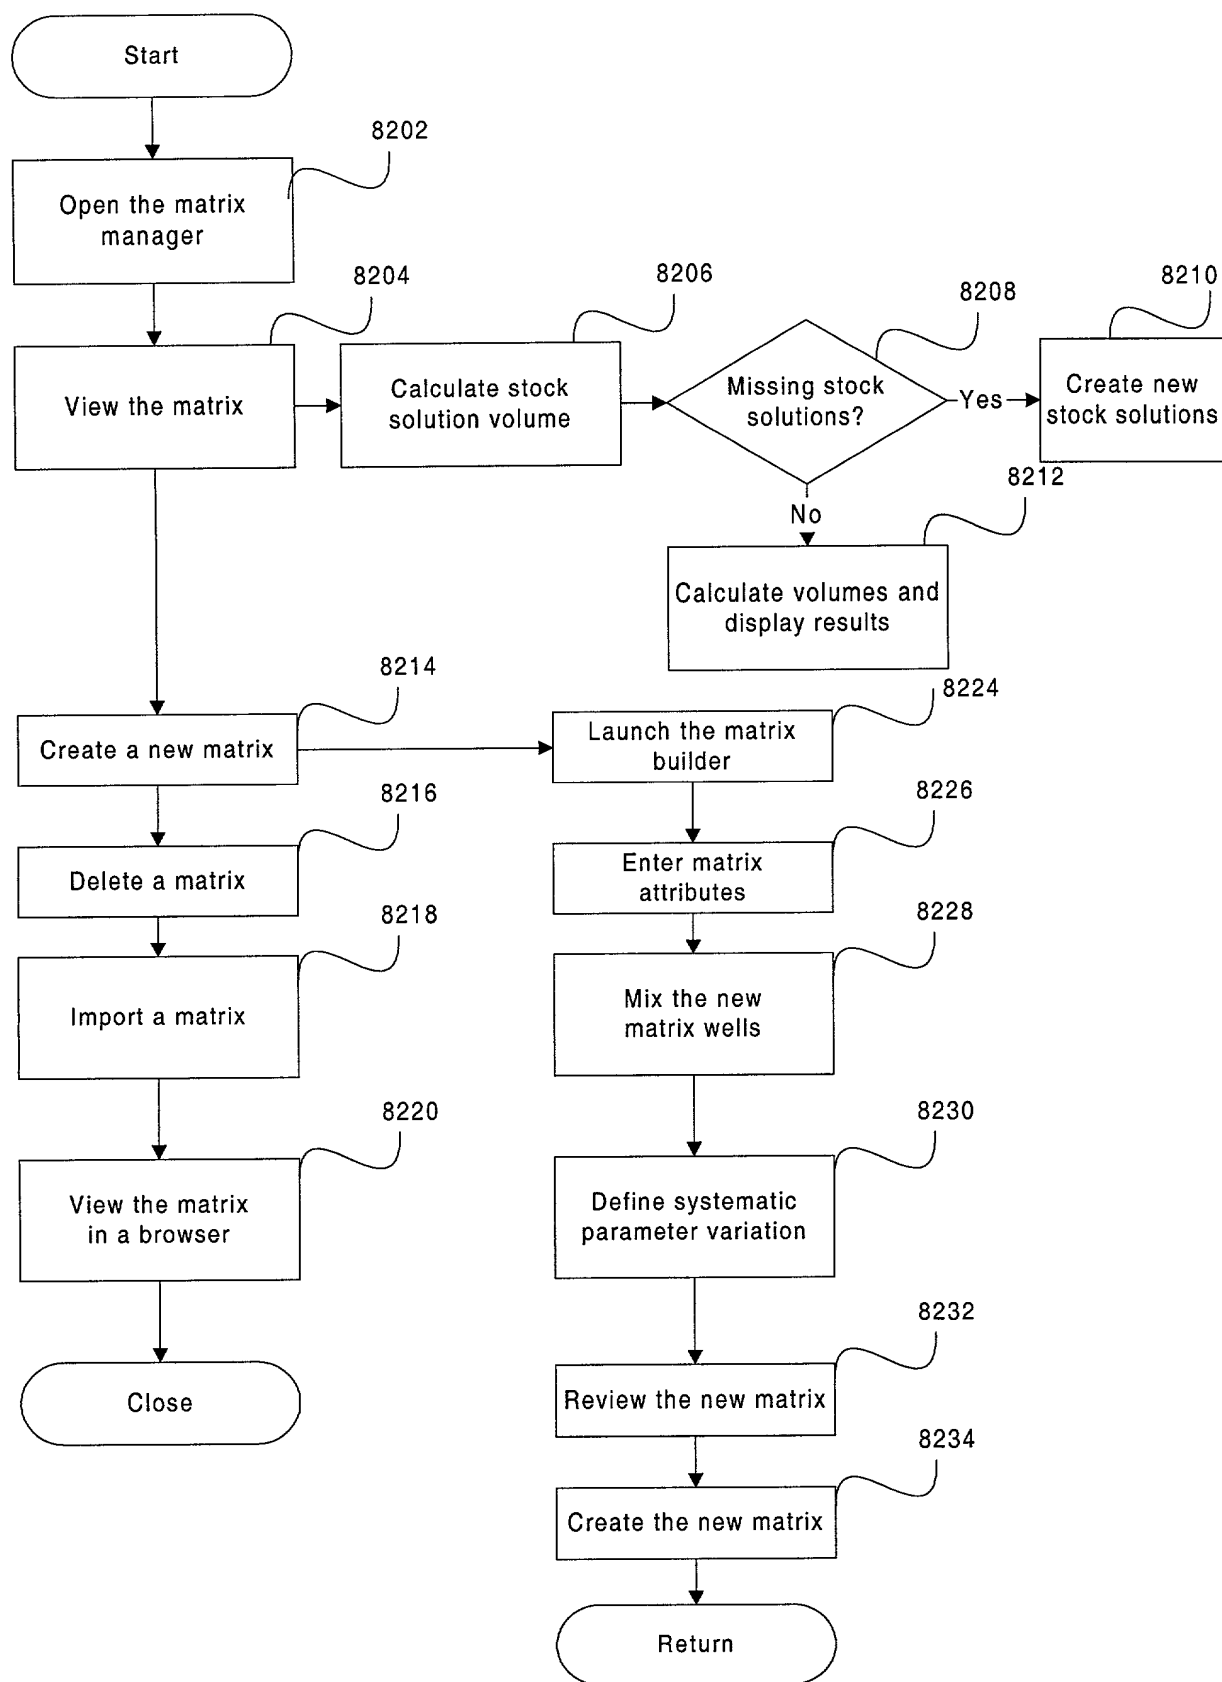 Start
8202
Open the matrix
manager
8204
View the matrix
8206
Calculate stock
solution volume
8208
Missing stock
solutions?
Yes
8210
Create new
stock solutions
No
8212
Calculate volumes and
display results
8214
Create a new matrix
8216
Delete a matrix
8218
Import a matrix
8220
View the matrix
in a browser
Close
8224
Launch the matrix
builder
8226
Enter matrix
attributes
8228
Mix the new
matrix wells
8230
Define systematic
parameter variation
8232
Review the new matrix
8234
Create the new matrix
Return